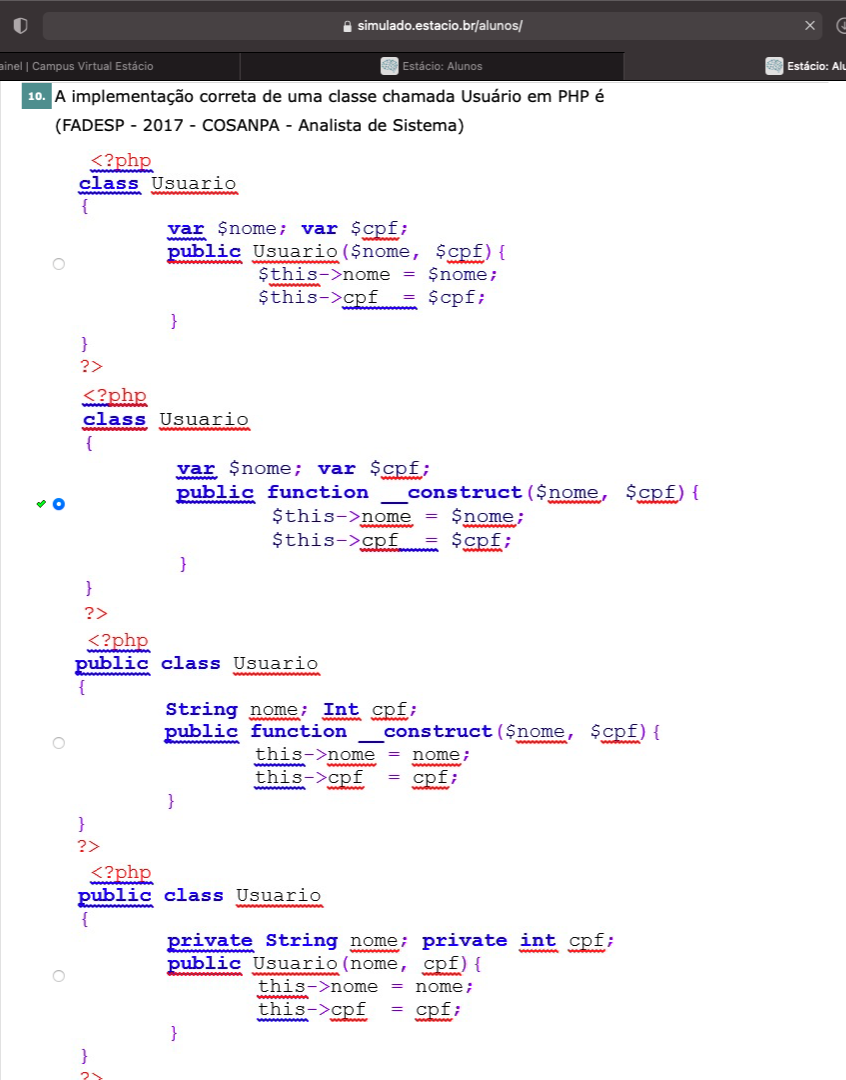 simulado.estacio.br/alunos/
ainel | Campus Virtual Estácio
Estácio: Alunos
Estácio: Alu
10. A implementação correta de uma classe chamada Usuário em PHP é
(FADESP - 2017 - COSANPA - Analista de Sistema)
<?php
class Usuario
{
var $nome; var $cpf;
public Usuario($nome, $cpf){
$this->nome = $nome;
$this->cpf = $cpf;
}
}
?>
<?php
class Usuario
{
var $nome; var $cpf;
public function __construct($nome, $cpf){
$this->nome = $nome;
$this->cpf = $cpf;
}
}
?>
<?php
public class Usuario
{
String nome; Int cpf;
public function __construct($nome, $cpf){
this->nome = nome;
this->cpf = cpf;
}
}
?>
<?php
public class Usuario
{
private String nome; private int cpf;
public Usuario(nome, cpf){
this->nome = nome;
this->cpf = cpf;
}
}
?>